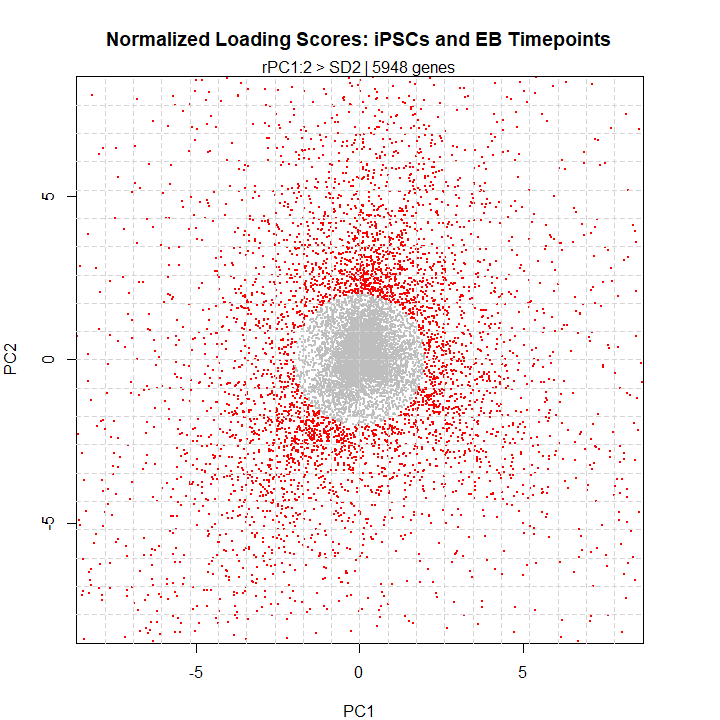 Normalized Loading Scores: iPSCs and EB Timepoints
rPC1:2 > SD2 | 5948 genes
5
0
-5
PC2
-5 0 5
PC1